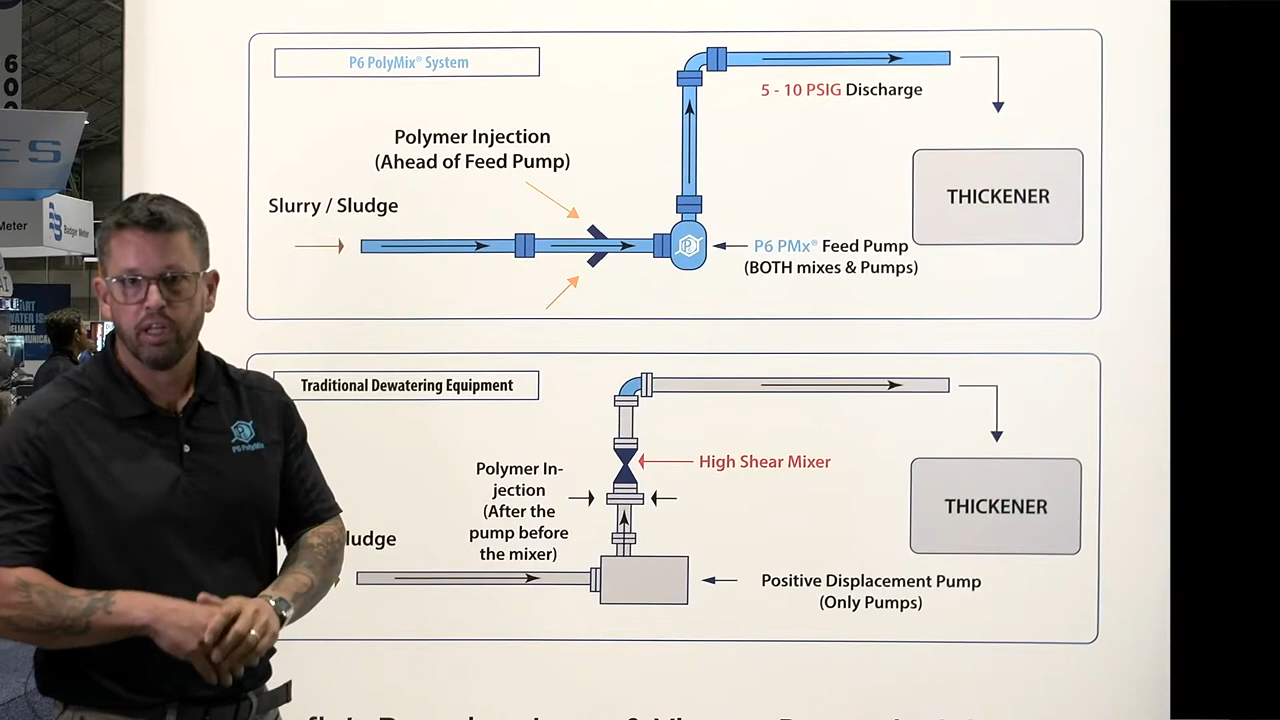 P6 PolyMix® System
5 - 10 PSIG Discharge
Polymer Injection
(Ahead of Feed Pump)
Slurry / Sludge
THICKENER
P6 PMx® Feed Pump
(BOTH mixes & Pumps)
Traditional Dewatering Equipment
High Shear Mixer
Polymer In-
jection
(After the
pump before
the mixer)
THICKENER
Positive Displacement Pump
(Only Pumps)
P6 PolyMix
ES
Meter
Badger Meter